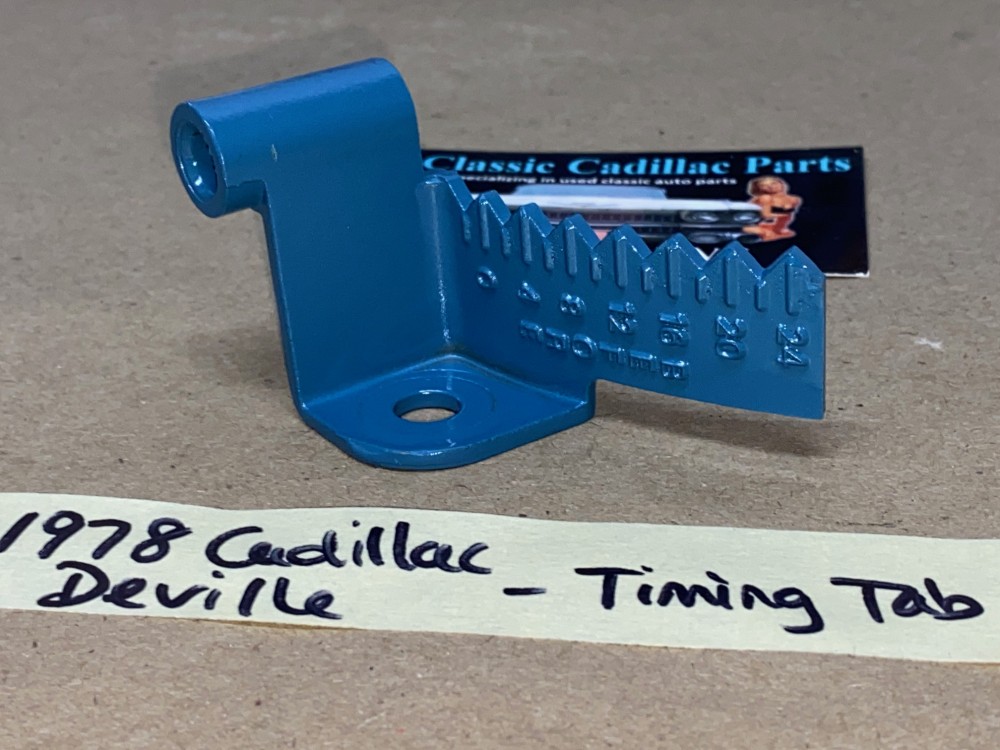 Classic Cadillac Parts
Specializing in used classic auto parts
0 4 8 12 16 20 24
BEFORE
1978 Cadillac
Deville - Timing Tab